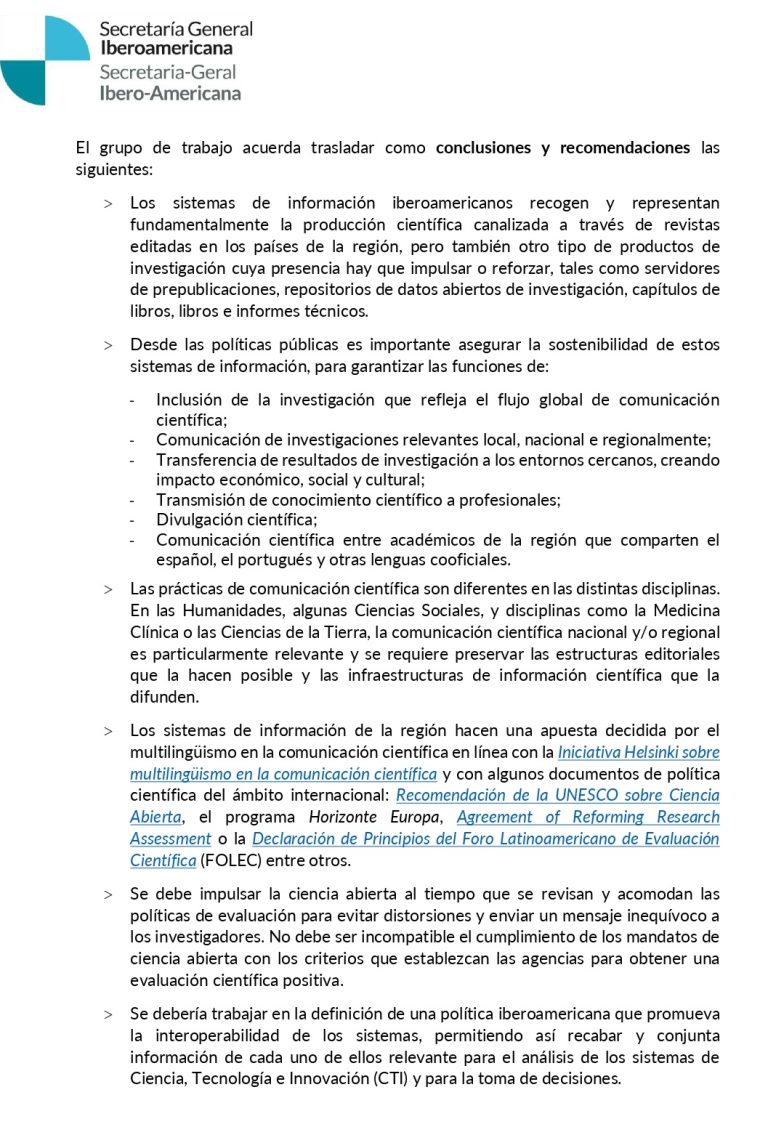 Secretaría General
Iberoamericana
Secretaria-Geral
Ibero-Americana
El grupo de trabajo acuerda trasladar como conclusiones y recomendaciones las
siguientes:
> Los sistemas de información iberoamericanos recogen y representan
fundamentalmente la producción científica canalizada a través de revistas
editadas en los países de la región, pero también otro tipo de productos de
investigación cuya presencia hay que impulsar o reforzar, tales como servidores
de prepublicaciones, repositorios de datos abiertos de investigación, capítulos de
libros, libros e informes técnicos.
> Desde las políticas públicas es importante asegurar la sostenibilidad de estos
sistemas de información, para garantizar las funciones de:
- Inclusión de la investigación que refleja el flujo global de comunicación
científica;
- Comunicación de investigaciones relevantes local, nacional e regionalmente;
- Transferencia de resultados de investigación a los entornos cercanos, creando
impacto económico, social y cultural;
- Transmisión de conocimiento científico a profesionales;
- Divulgación científica;
- Comunicación científica entre académicos de la región que comparten el
español, el portugués y otras lenguas cooficiales.
> Las prácticas de comunicación científica son diferentes en las distintas disciplinas.
En las Humanidades, algunas Ciencias Sociales, y disciplinas como la Medicina
Clínica o las Ciencias de la Tierra, la comunicación científica nacional y/o regional
es particularmente relevante y se requiere preservar las estructuras editoriales
que la hacen posible y las infraestructuras de información científica que la
difunden.
> Los sistemas de información de la región hacen una apuesta decidida por el
multilingüismo en la comunicación científica en línea con la Iniciativa Helsinki sobre
multilingüismo en la comunicación científica y con algunos documentos de política
científica del ámbito internacional: Recomendación de la UNESCO sobre Ciencia
Abierta, el programa Horizonte Europa, Agreement of Reforming Research
Assessment o la Declaración de Principios del Foro Latinoamericano de Evaluación
Científica (FOLEC) entre otros.
> Se debe impulsar la ciencia abierta al tiempo que se revisan y acomodan las
políticas de evaluación para evitar distorsiones y enviar un mensaje inequívoco a
los investigadores. No debe ser incompatible el cumplimiento de los mandatos de
ciencia abierta con los criterios que establezcan las agencias para obtener una
evaluación científica positiva.
> Se debería trabajar en la definición de una política iberoamericana que promueva
la interoperabilidad de los sistemas, permitiendo así recabar y conjunta
información de cada uno de ellos relevante para el análisis de los sistemas de
Ciencia, Tecnología e Innovación (CTI) y para la toma de decisiones.